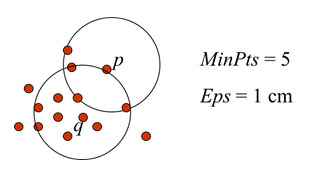 p
MinPts = 5
Eps = 1 cm
q